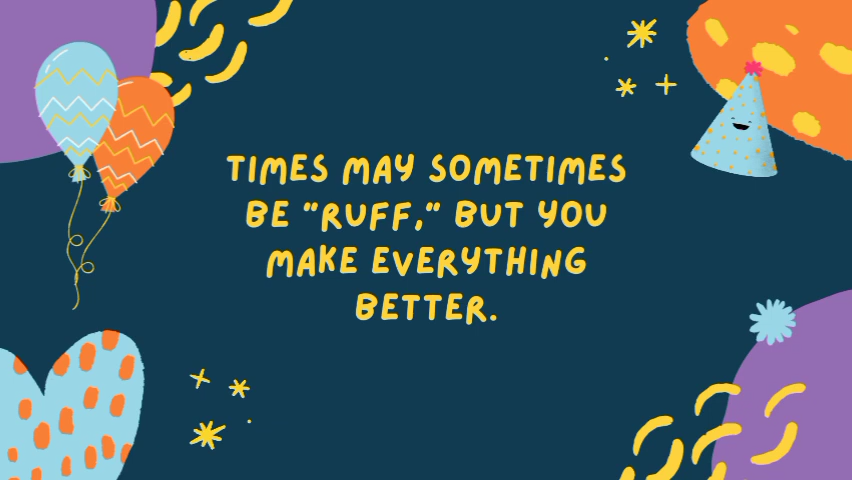 TIMES MAY SOMETIMES
BE "RUFF," BUT YOU
MAKE EVERYTHING
BETTER.